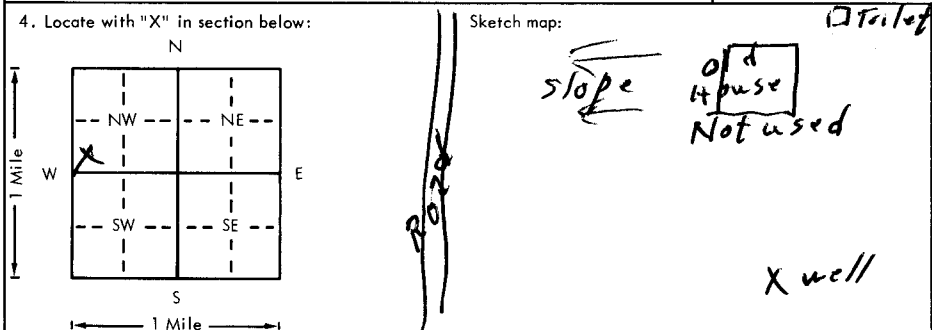 4. Locate with "X" in section below:
N
NW
NE
W
X
E
SW
SE
S
1 Mile
1 Mile
Sketch map:
Toilet
slope
Old
House
Not used
Road
X well